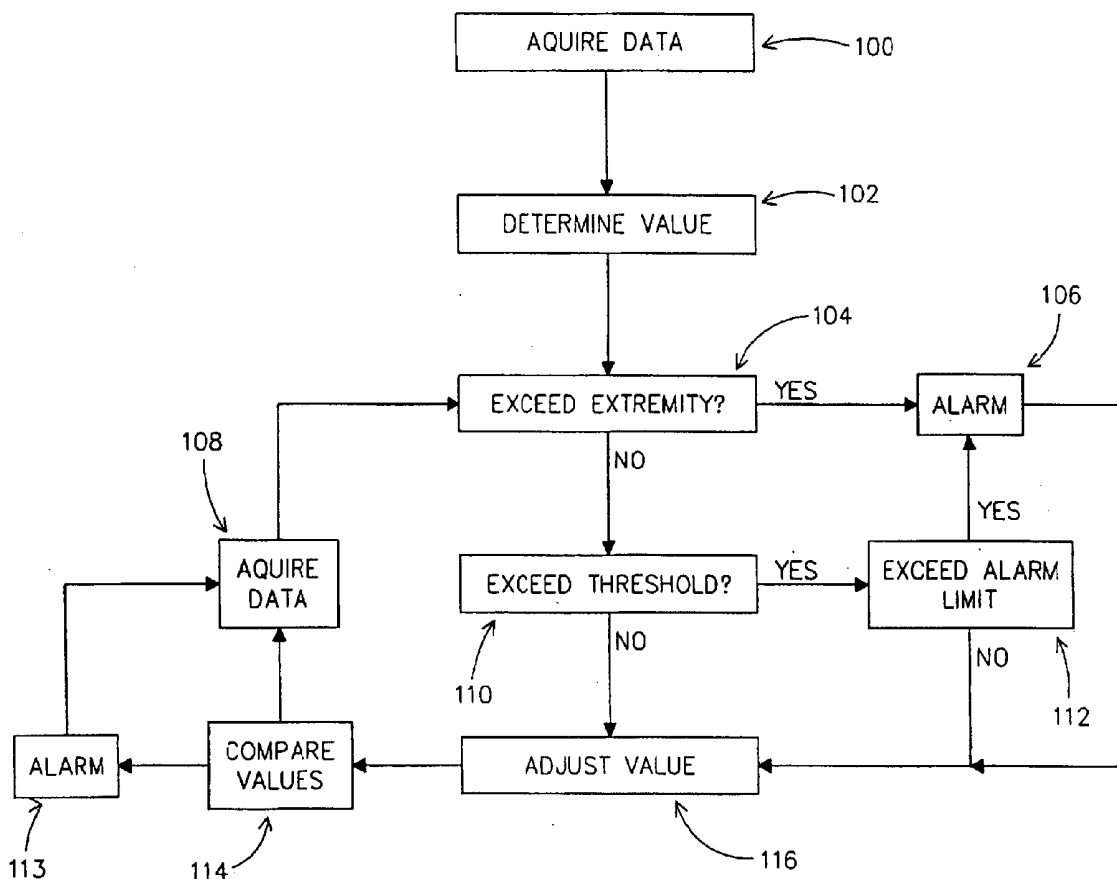 AQUIRE DATA
100
DETERMINE VALUE
102
104
106
EXCEED EXTREMITY?
YES
ALARM
NO
108
YES
AQUIRE
DATA
EXCEED THRESHOLD?
YES
EXCEED ALARM
LIMIT
NO
NO
110
112
ALARM
COMPARE
VALUES
ADJUST VALUE
113
114
116